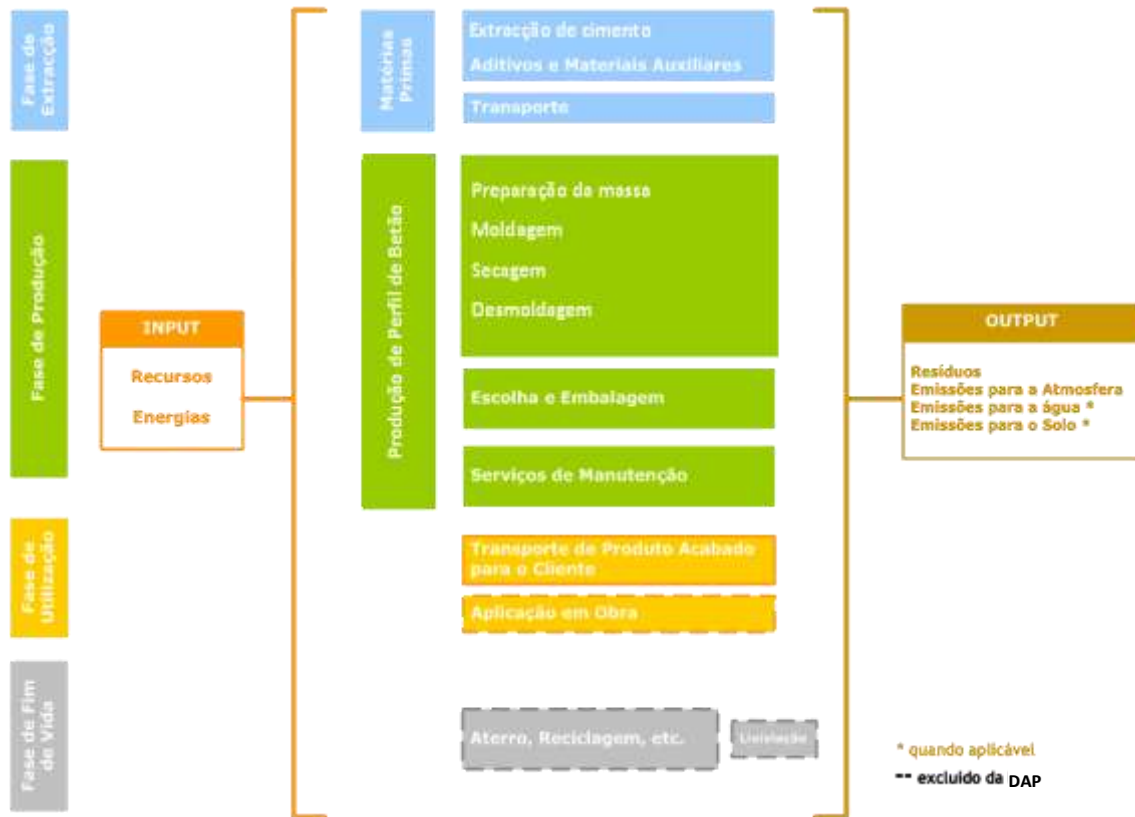 Fase de
Extracção
Matérias
Primas
Extracção de cimento
Aditivos e Materiais Auxiliares
Transporte
Fase de Produção
INPUT
Recursos
Energias
Produção de Perfil de Betão
Preparação da massa
Moldagem
Secagem
Desmoldagem
Escolha e Embalagem
Serviços de Manutenção
OUTPUT
Resíduos
Emissões para a Atmosfera
Emissões para a água *
Emissões para o Solo *
Fase de
Utilização
Transporte de Produto Acabado
para o Cliente
Aplicação em Obra
Fase de Fim
de Vida
Aterro, Reciclagem, etc.
* quando aplicável
-- excluído da DAP